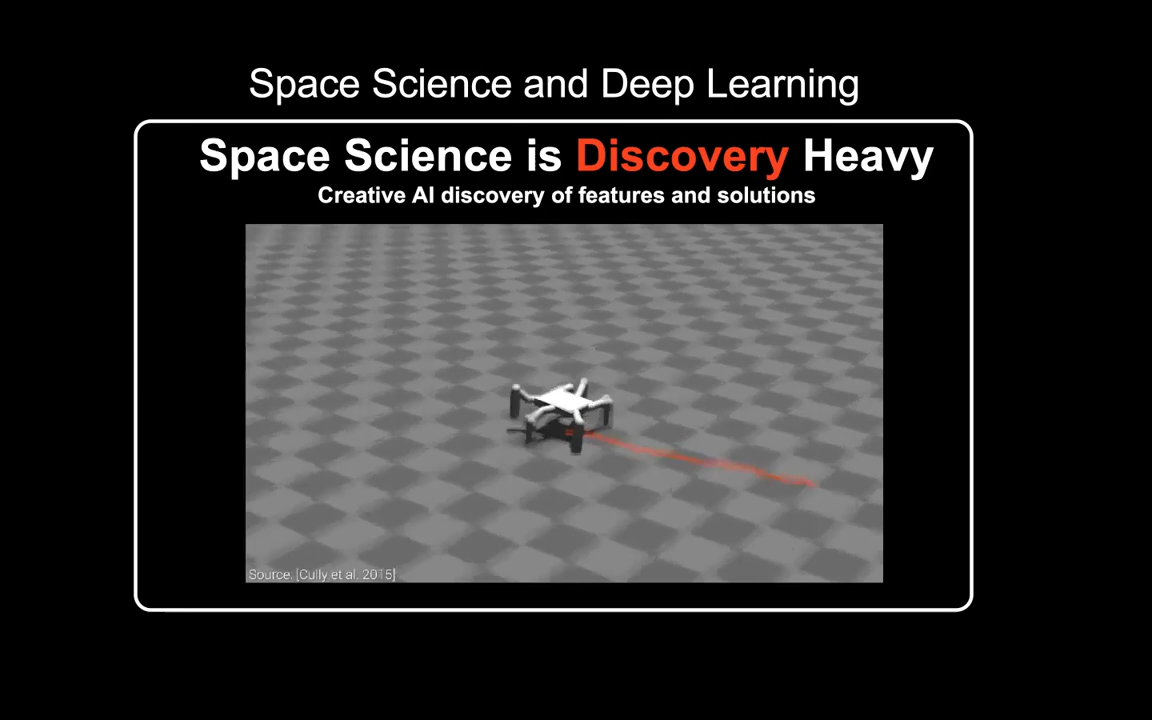 Space Science and Deep Learning
Space Science is Discovery Heavy
Creative AI discovery of features and solutions
Source: [Cully et al. 2015]